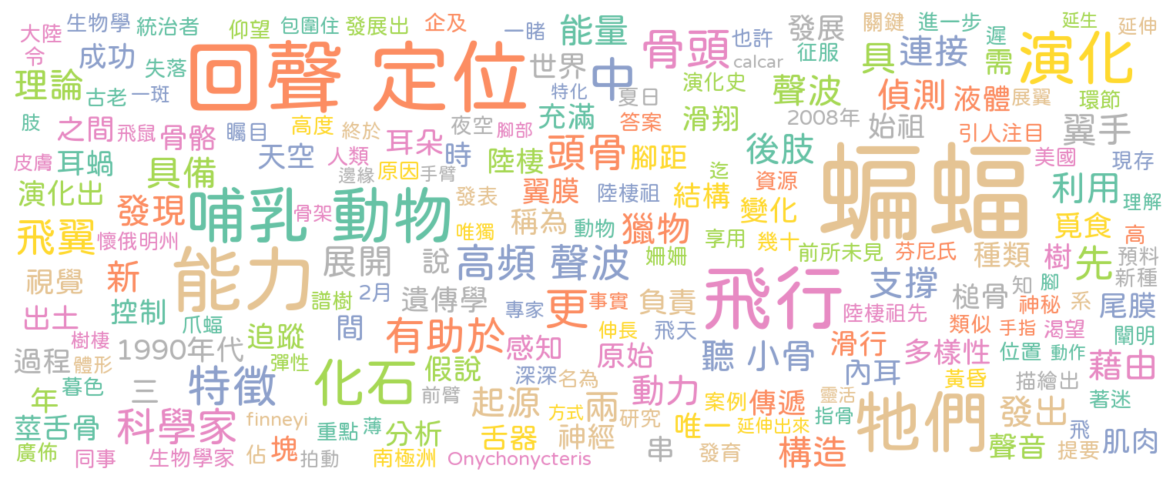 大陸 生物學 統治者 仰望 包圍住 發展出 企及 一睹 能量 骨頭 也許 發展 關鍵 進一步 遲 延生 延伸
令 成功 失落 回聲 定位 世界 中 calcar 征服 具 連接 需 演化
理論 古老 一斑 特化 夏日 演化史 聲波 偵測 液體 展翼 環節
肢 之間 飛鼠 骨骼 矚目 高度 終於 耳朵 夜空 腳部 充滿 答案 滑翔 2008年 始祖 引人注目 翼手
皮膚 耳蝸 天空 人類 邊緣 原因 手臂 時 陸棲 頭骨 腳距 迄 後肢 蝙蝠 美國 現存
演化出 具備 發現 哺乳 動物 骨架 發表 翼膜 陸棲祖 結構 資源 變化 利用 理解
飛翼 懷俄明州 唯獨 稱為 動物 獵物 享用 幾十 前所未見 芬尼氏 覓食 種類 高
視覺 新 能力 展開 說 高頻 聲波 姍姍 飛行 支撐 樹 先 預料
出土 控制 爪蝠 譜樹 2月 遺傳學 專家 更 事實 負責 陸棲祖先 槌骨 知 腳 神秘 系 新種 尾膜
樹棲 追蹤 間 有助於 感知 伸長 飛天 原始 聽 小骨 滑行 類似 手指 渴望 闡明
過程 體形 1990年代 彈性 化石 假說 深深 名為 動力 內耳 多樣性 位置 動作 藉由
年 暮色 三 特徵 前臂 起源 兩 研究 案例 傳遞 靈活 黃昏 描繪出 著迷
莖舌骨 科學家 finneyi 重點 薄 分析 舌器 方式 神經 唯一 延伸出來 指骨 牠們 發出 飛
廣佈 同事 生物學家 佔 塊 拍動 南極洲 Onychonycteris 串 發育 構造 聲音 提要 肌肉